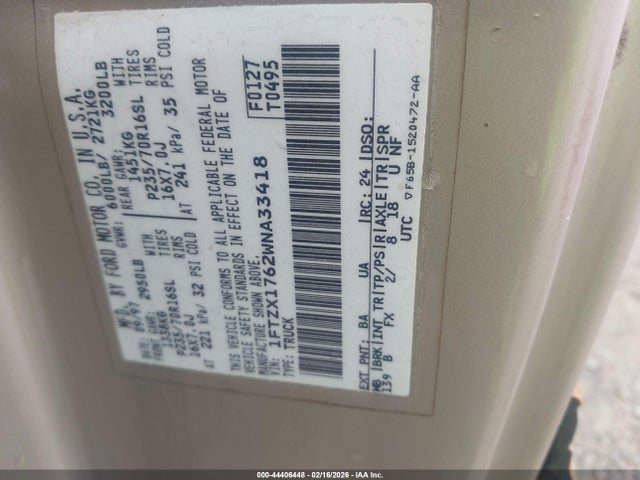 MFD. BY FORD MOTOR CO. IN U.S.A.
DATE: 09/97 GVWR: 6000LB/ 2721KG
FRONT GAWR: 2950LB REAR GAWR: 3200LB
1338KG WITH 1451KG WITH
P235/70R16SL TIRES P235/70R16SL TIRES
16X7.0J RIMS 16X7.0J RIMS
AT 221 kPa/ 32 PSI COLD AT 241 kPa/ 35 PSI COLD
THIS VEHICLE CONFORMS TO ALL APPLICABLE FEDERAL MOTOR
VEHICLE SAFETY STANDARDS IN EFFECT ON THE DATE OF
MANUFACTURE SHOWN ABOVE.
VIN: 1FTZX1762WNA33418
TYPE: TRUCK
F0127
T0495
EXT PNT: BA UA RC: 24 DSO:
WB BRK INT TR TP/PS R AXLE TR SPR
139 B FX 2/ 8 18 U NF
UTC ▽F65B-1520472-AA
000-44406448 - 02/16/2026 - IAA Inc.